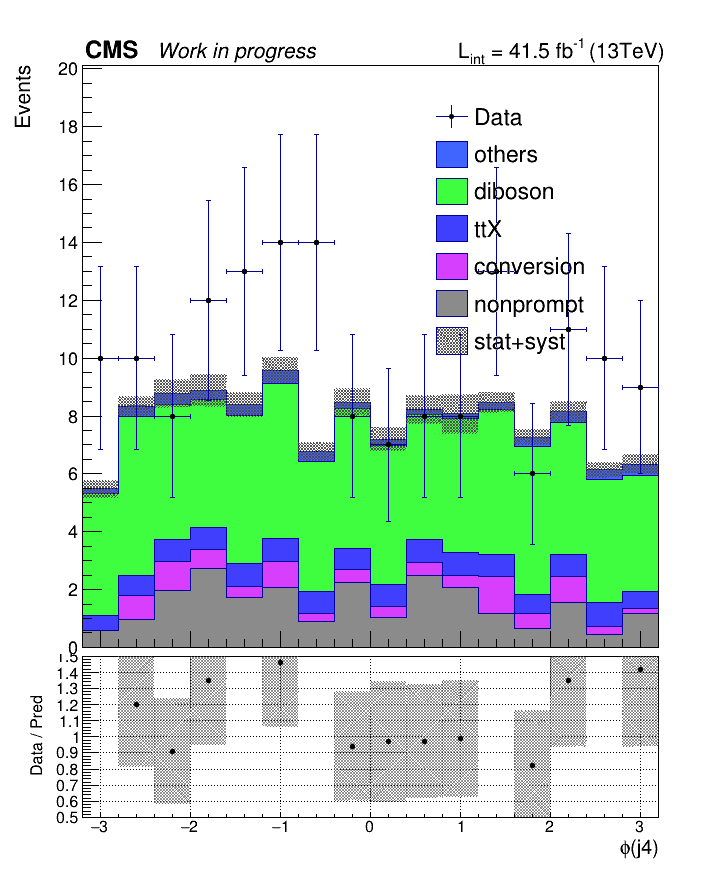 CMS Work in progress L_int = 41.5 fb⁻¹ (13TeV)
Events
20
18
16
14
12
10
8
6
4
2
0
Data
others
diboson
ttX
conversion
nonprompt
stat+syst
Data / Pred
1.5
1.4
1.3
1.2
1.1
1
0.9
0.8
0.7
0.6
0.5
−3 −2 −1 0 1 2 3
ϕ(j4)